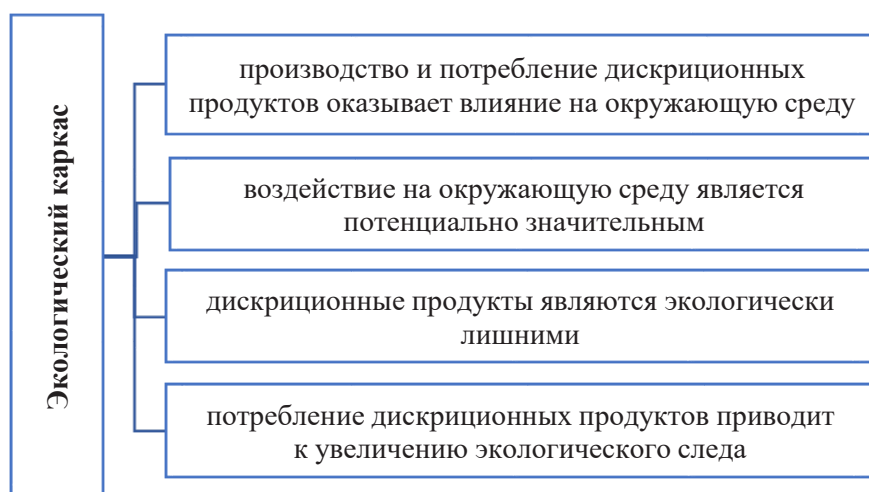 Экологический каркас
производство и потребление дискриционных
продуктов оказывает влияние на окружающую среду
воздействие на окружающую среду является
потенциально значительным
дискриционные продукты являются экологически
лишними
потребление дискриционных продуктов приводит
к увеличению экологического следа